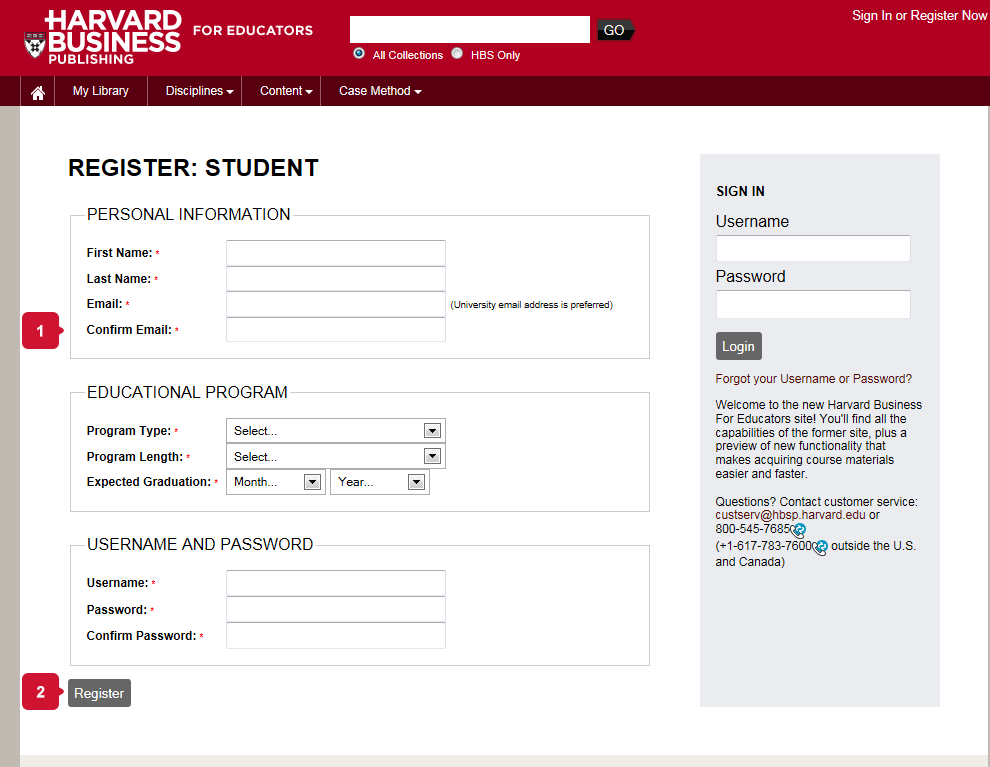 HARVARD
BUSINESS
PUBLISHING
FOR EDUCATORS
GO
All Collections HBS Only
Sign In or Register Now
My Library Disciplines Content Case Method
REGISTER: STUDENT
PERSONAL INFORMATION
First Name: *
Last Name: *
Email: * (University email address is preferred)
1
Confirm Email: *
EDUCATIONAL PROGRAM
Program Type: * Select...
Program Length: * Select...
Expected Graduation: * Month... Year...
USERNAME AND PASSWORD
Username: *
Password: *
Confirm Password: *
2
Register
SIGN IN
Username
Password
Login
Forgot your Username or Password?
Welcome to the new Harvard Business
For Educators site! You'll find all the
capabilities of the former site, plus a
preview of new functionality that
makes acquiring course materials
easier and faster.
Questions? Contact customer service:
custserv@hbsp.harvard.edu or
800-545-7685
(+1-617-783-7600 outside the U.S.
and Canada)